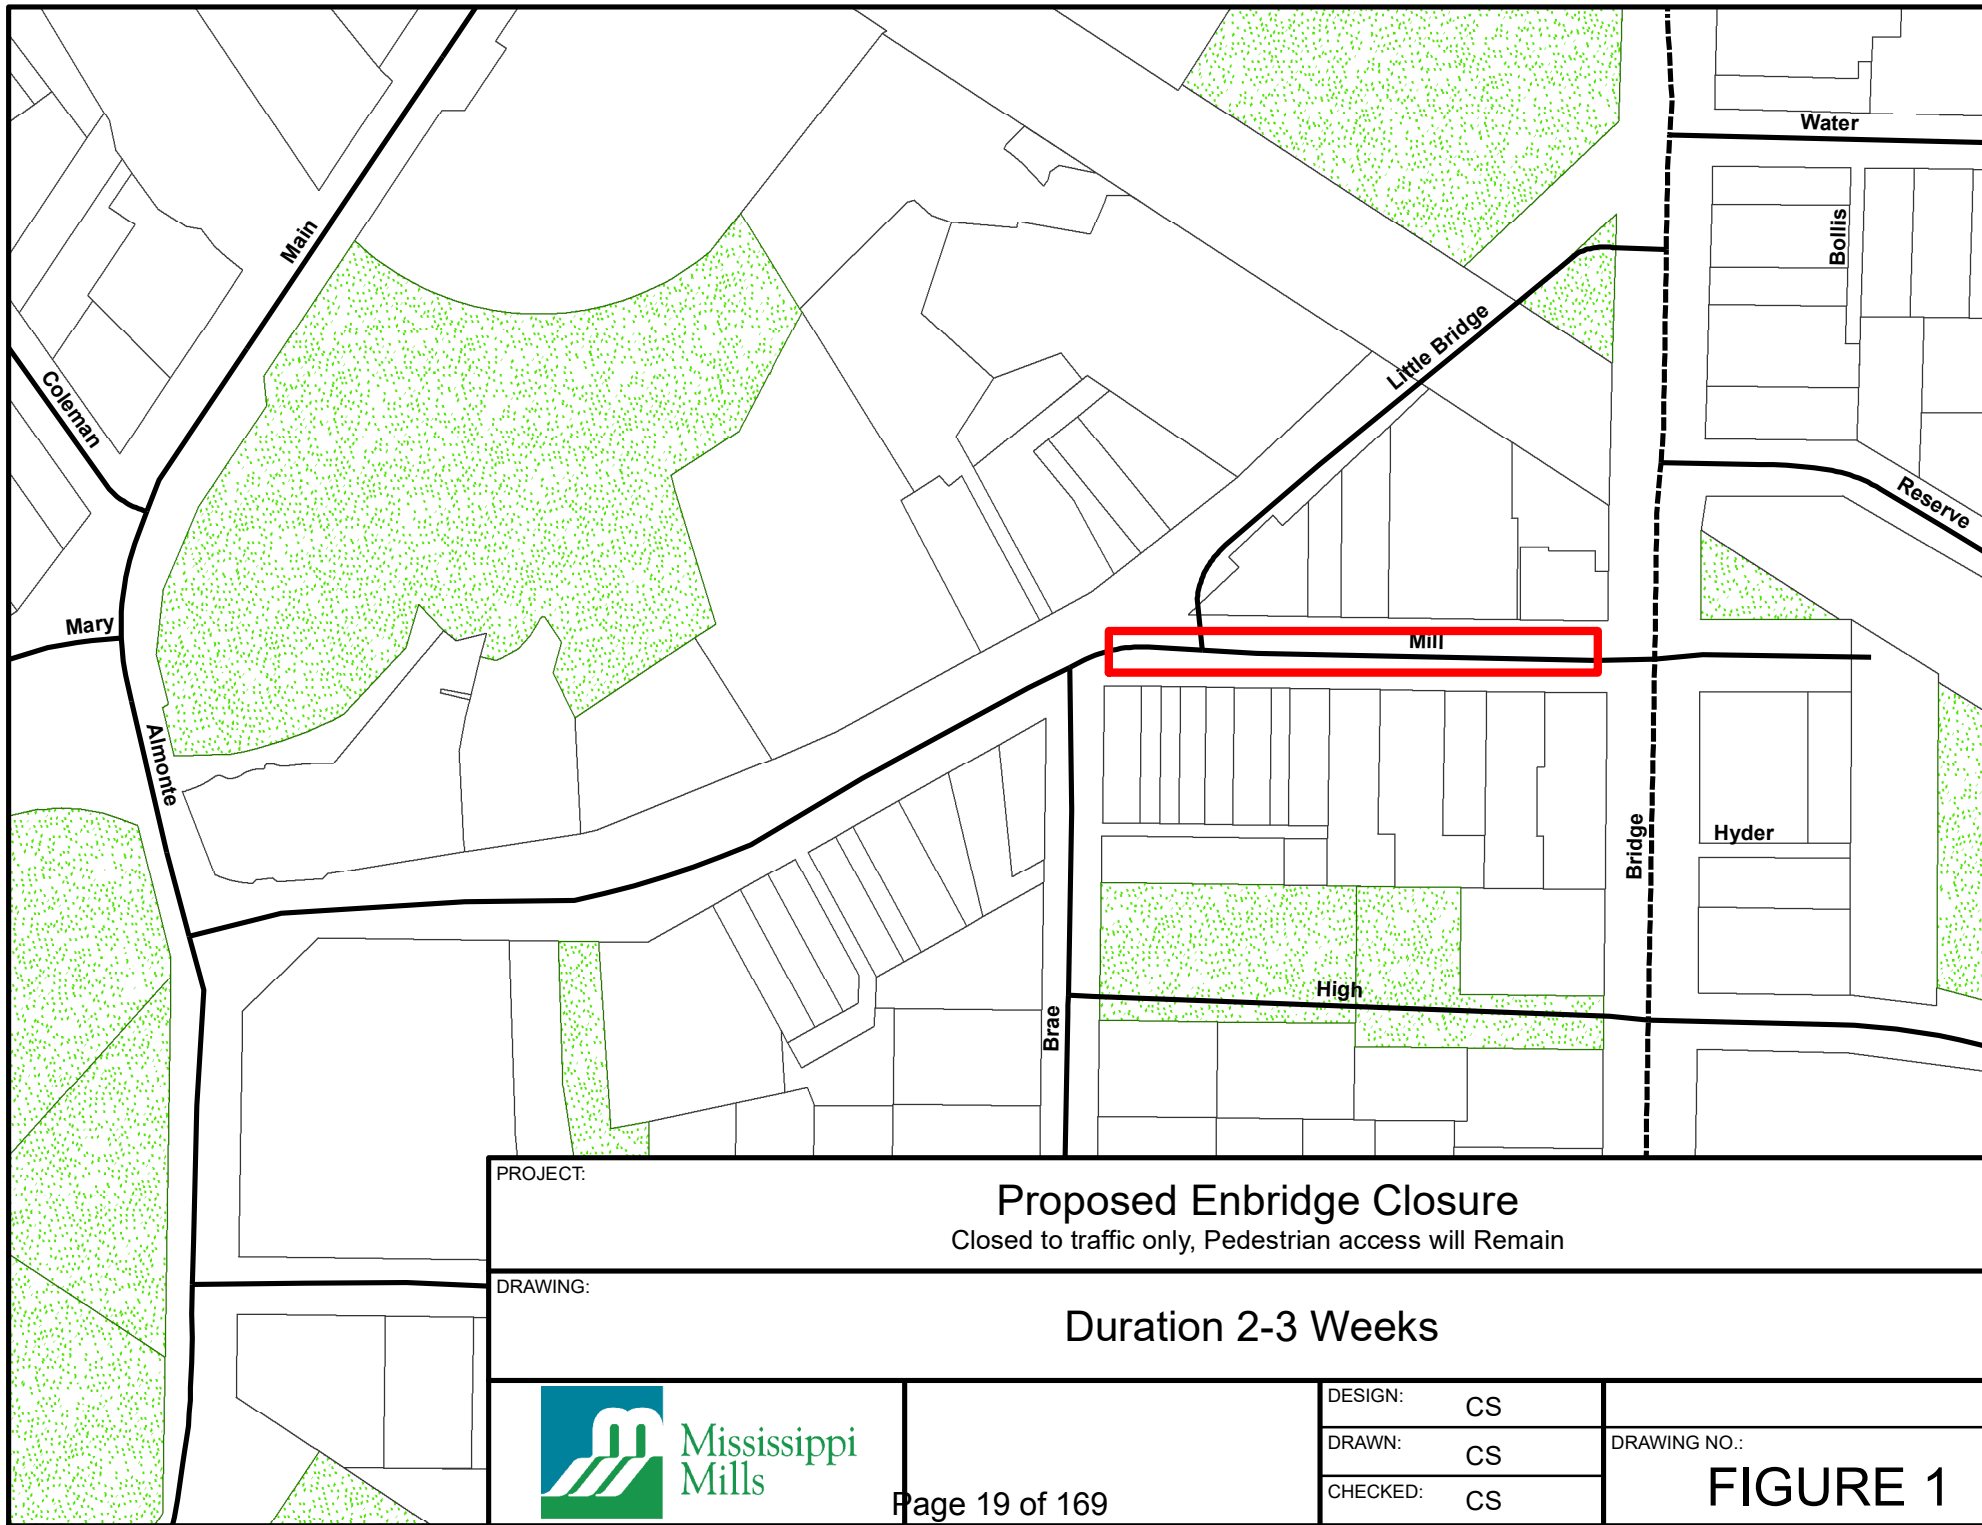 Water
Bollis
Main
Little Bridge
Coleman
Reserve
Mary
Mill
Almonte
Bridge
Hyder
High
Brae
PROJECT:
Proposed Enbridge Closure
Closed to traffic only, Pedestrian access will Remain
DRAWING:
Duration 2-3 Weeks
Mississippi
Mills
Page 19 of 169
DESIGN: CS
DRAWN: CS
CHECKED: CS
DRAWING NO.:
FIGURE 1